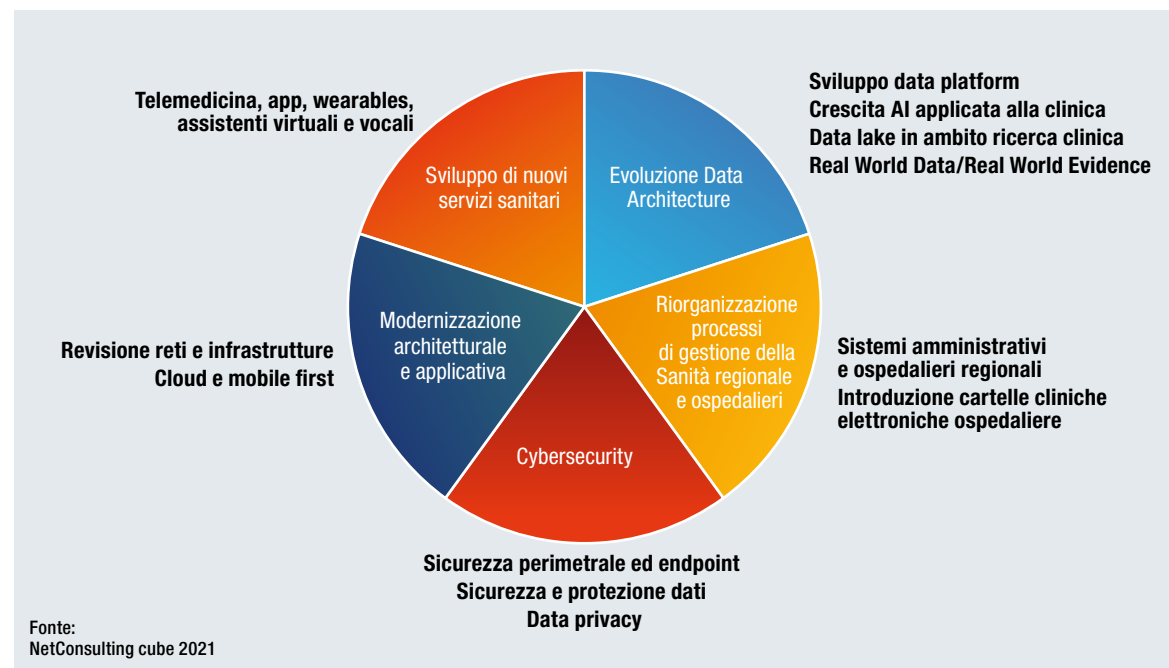 Telemedicina, app, wearables,
assistenti virtuali e vocali
Sviluppo di nuovi
servizi sanitari
Evoluzione Data
Architecture
Sviluppo data platform
Crescita AI applicata alla clinica
Data lake in ambito ricerca clinica
Real World Data/Real World Evidence
Revisione reti e infrastrutture
Cloud e mobile first
Modernizzazione
architetturale
e applicativa
Riorganizzazione
processi
di gestione della
Sanità regionale
e ospedalieri
Sistemi amministrativi
e ospedalieri regionali
Introduzione cartelle cliniche
elettroniche ospedaliere
Cybersecurity
Sicurezza perimetrale ed endpoint
Sicurezza e protezione dati
Data privacy
Fonte:
NetConsulting cube 2021